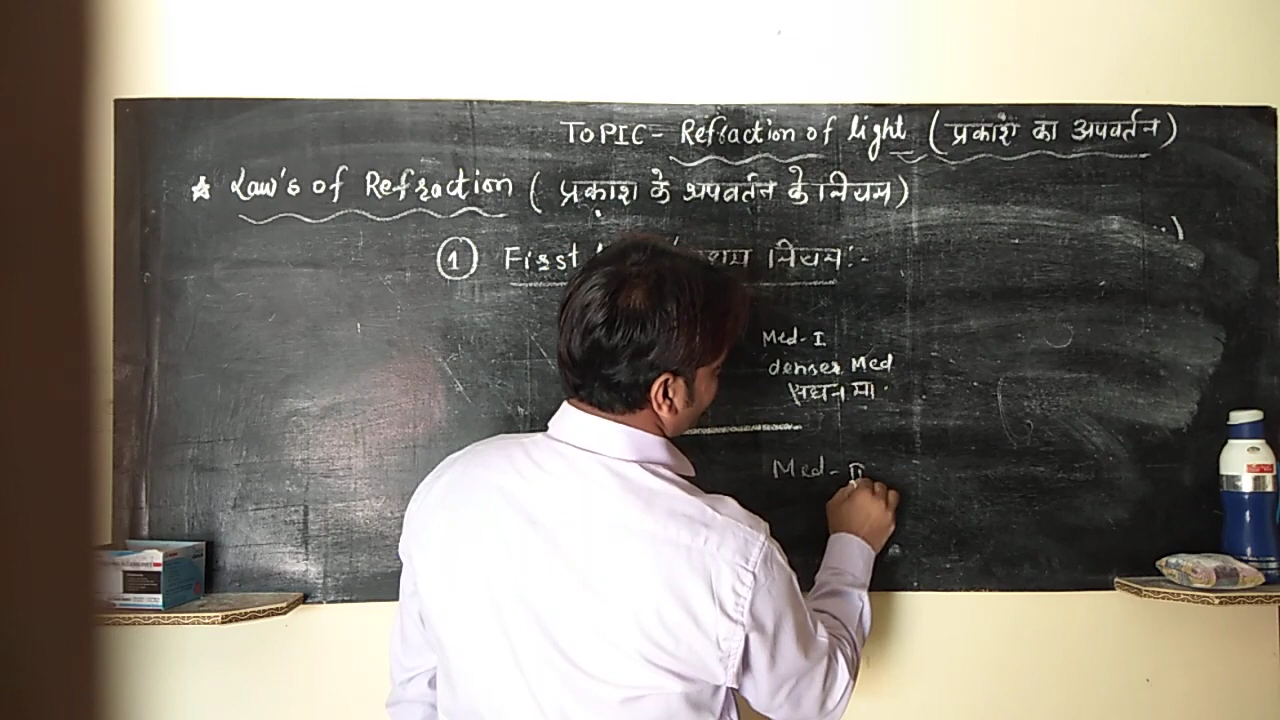 TOPIC- Refraction of light (प्रकाश का अपवर्तन)
☆ Law's of Refraction ( प्रकाश के अपवर्तन के नियम)
① First नियम:-
Med-I
denser Med
सघन मा.
Med-II